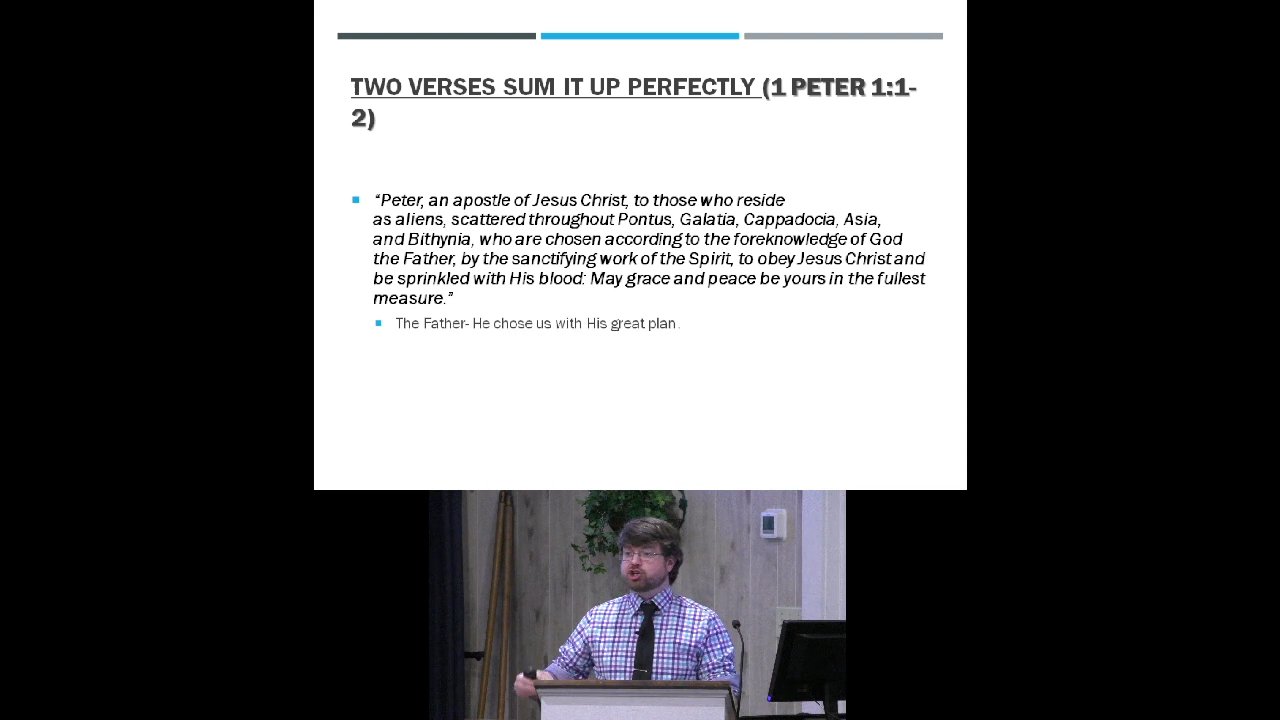 TWO VERSES SUM IT UP PERFECTLY (1 PETER 1:1-
2)
“Peter, an apostle of Jesus Christ, to those who reside
as aliens, scattered throughout Pontus, Galatia, Cappadocia, Asia,
and Bithynia, who are chosen according to the foreknowledge of God
the Father, by the sanctifying work of the Spirit, to obey Jesus Christ and
be sprinkled with His blood: May grace and peace be yours in the fullest
measure.”
The Father- He chose us with His great plan.